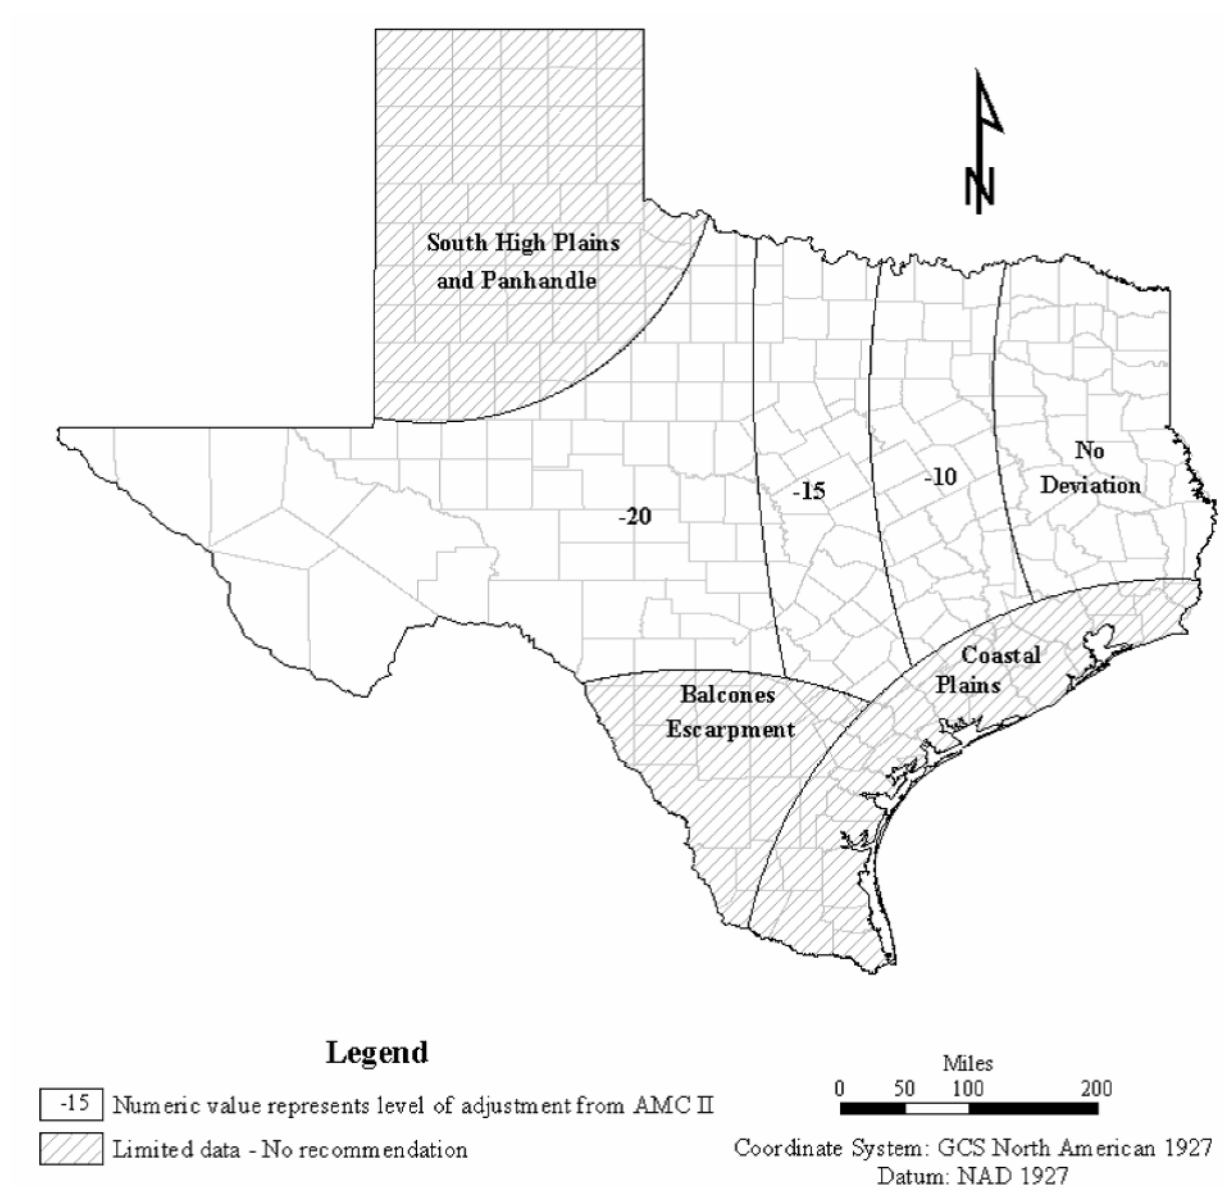 N
South High Plains
and Panhandle
No
Deviation
-10
-15
-20
Coastal
Plains
Balcones
Escarpment
Legend
-15 Numeric value represents level of adjustment from AMC II
Limited data - No recommendation
Miles
0 50 100 200
Coordinate System: GCS North American 1927
Datum: NAD 1927